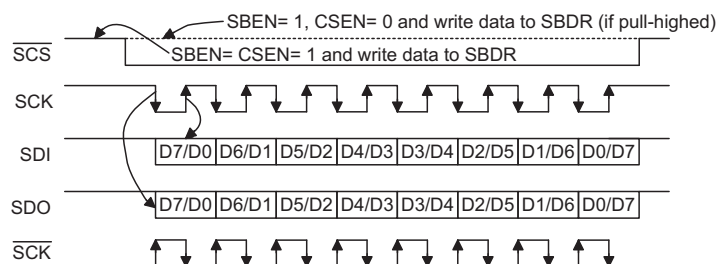 SBEN= 1, CSEN= 0 and write data to SBDR (if pull-highed)
SCS
SBEN= CSEN= 1 and write data to SBDR
SCK
SDI D7/D0 D6/D1 D5/D2 D4/D3 D3/D4 D2/D5 D1/D6 D0/D7
SDO D7/D0 D6/D1 D5/D2 D4/D3 D3/D4 D2/D5 D1/D6 D0/D7
SCK